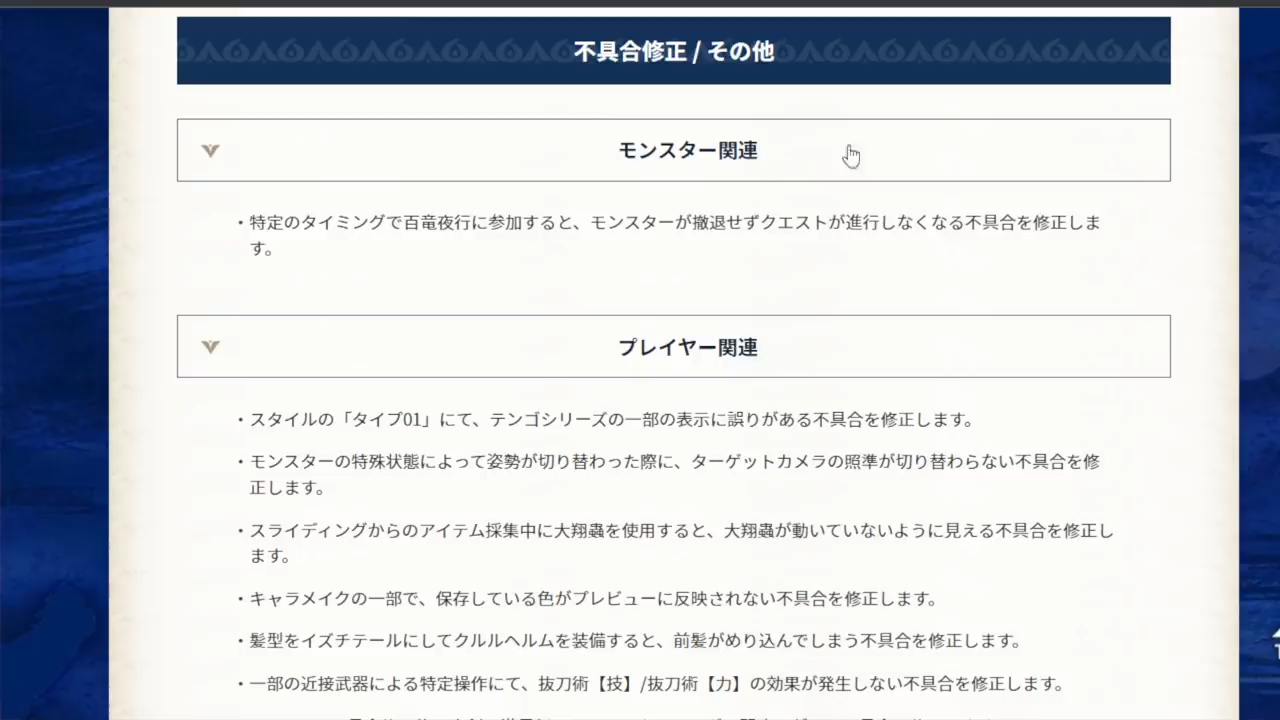 不具合修正 / その他
モンスター関連
・特定のタイミングで百竜夜行に参加すると、モンスターが撤退せずクエストが進行しなくなる不具合を修正しま
す。
プレイヤー関連
・スタイルの「タイプ01」にて、テンゴシリーズの一部の表示に誤りがある不具合を修正します。
・モンスターの特殊状態によって姿勢が切り替わった際に、ターゲットカメラの照準が切り替わらない不具合を修
正します。
・スライディングからのアイテム採集中に大翔蟲を使用すると、大翔蟲が動いていないように見える不具合を修正し
ます。
・キャラメイクの一部で、保存している色がプレビューに反映されない不具合を修正します。
・髪型をイズチテールにしてクルルヘルムを装備すると、前髪がめり込んでしまう不具合を修正します。
・一部の近接武器による特定操作にて、抜刀術【技】/抜刀術【力】の効果が発生しない不具合を修正します。